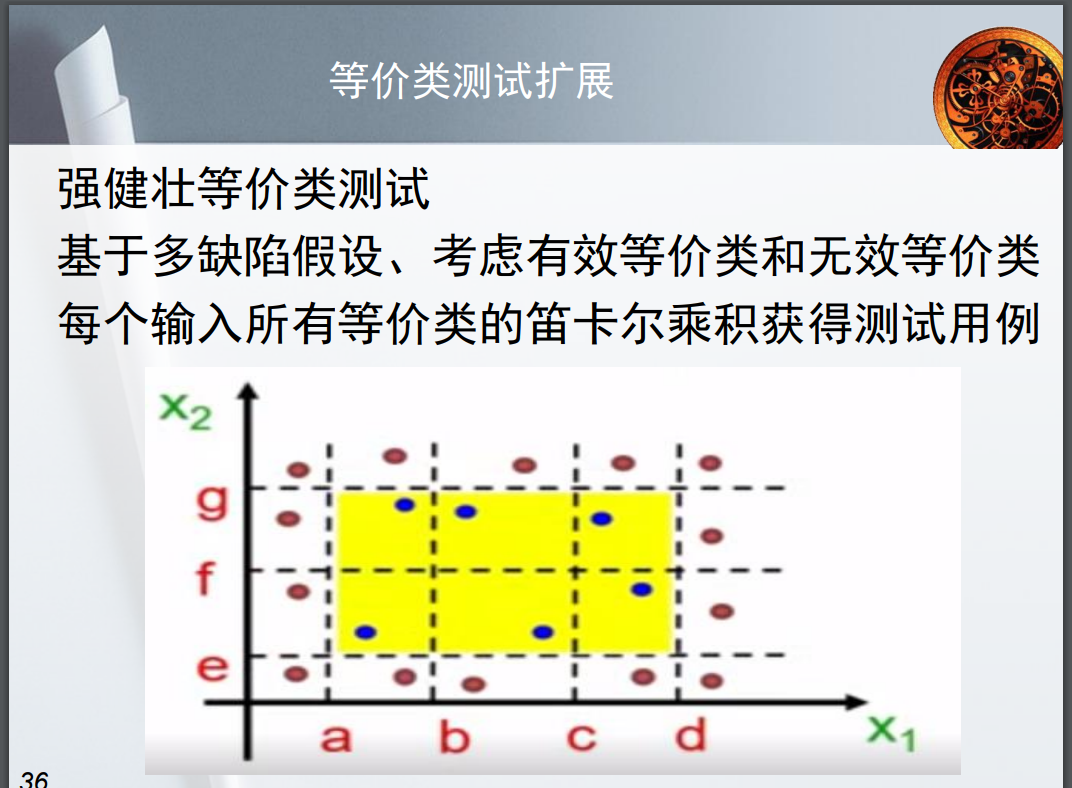 等价类测试扩展
强健壮等价类测试
基于多缺陷假设、考虑有效等价类和无效等价类
每个输入所有等价类的笛卡尔乘积获得测试用例
x2
g
f
e
a b c d
x1
36